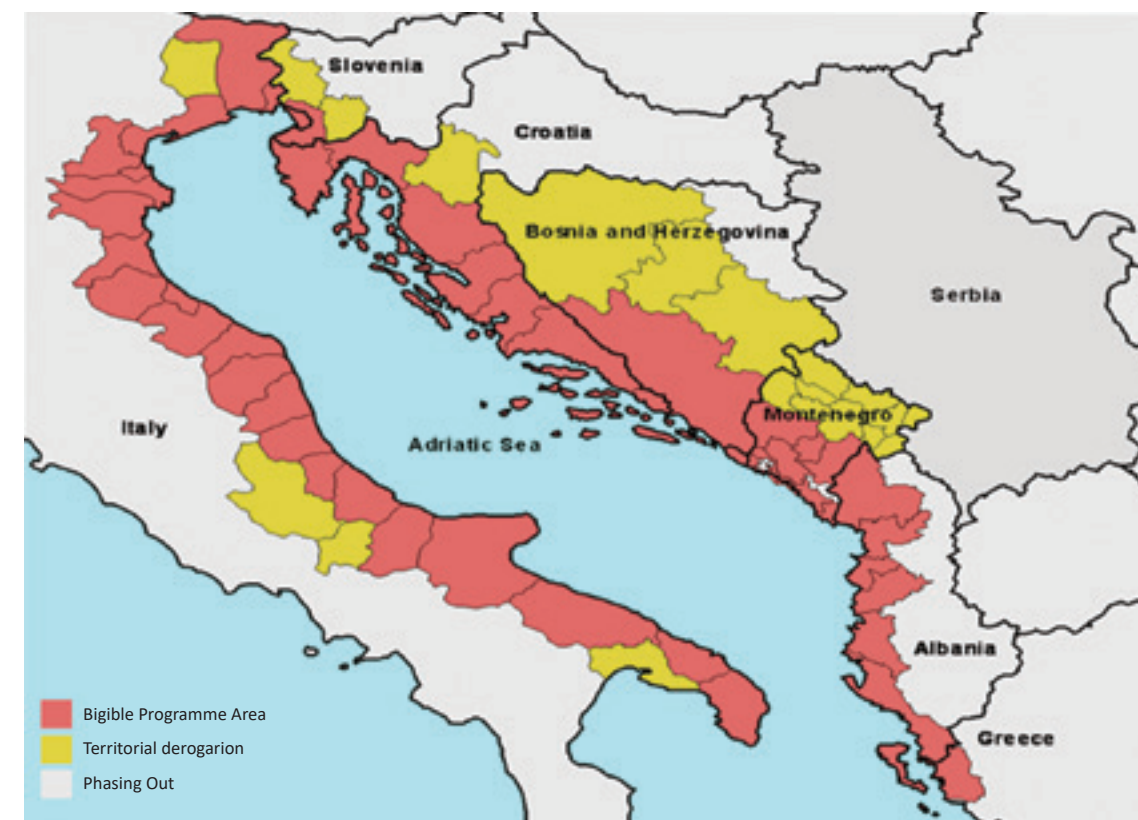 Slovenia
Croatia
Bosnia and Herzegovina
Serbia
Montenegro
Italy
Adriatic Sea
Albania
Greece
Bigible Programme Area
Territorial derogarion
Phasing Out